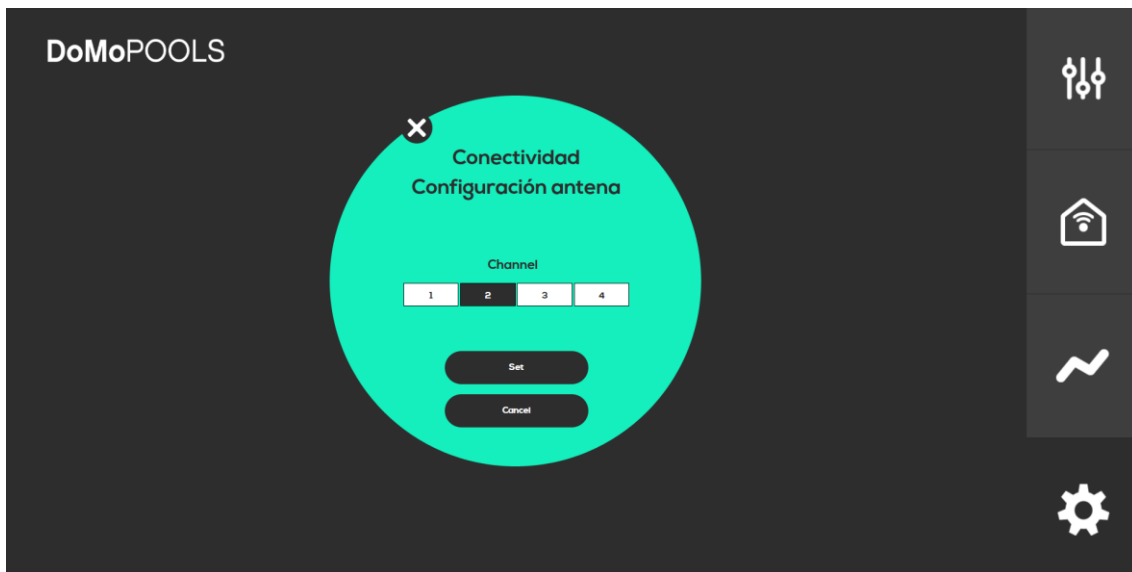 DoMoPOOLS
Conectividad
Configuración antena
Channel
1 2 3 4
Set
Cancel